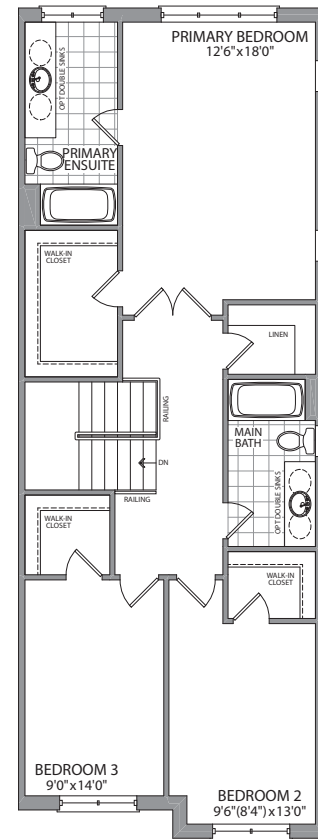 PRIMARY BEDROOM
12'6"x18'0"
OPT DOUBLE SINKS
PRIMARY
ENSUITE
WALK-IN
CLOSET
LINEN
RAILING
MAIN
BATH
DN
OPT DOUBLE SINKS
RAILING
WALK-IN
CLOSET
WALK-IN
CLOSET
BEDROOM 3
9'0"x14'0"
BEDROOM 2
9'6"(8'4")x13'0"